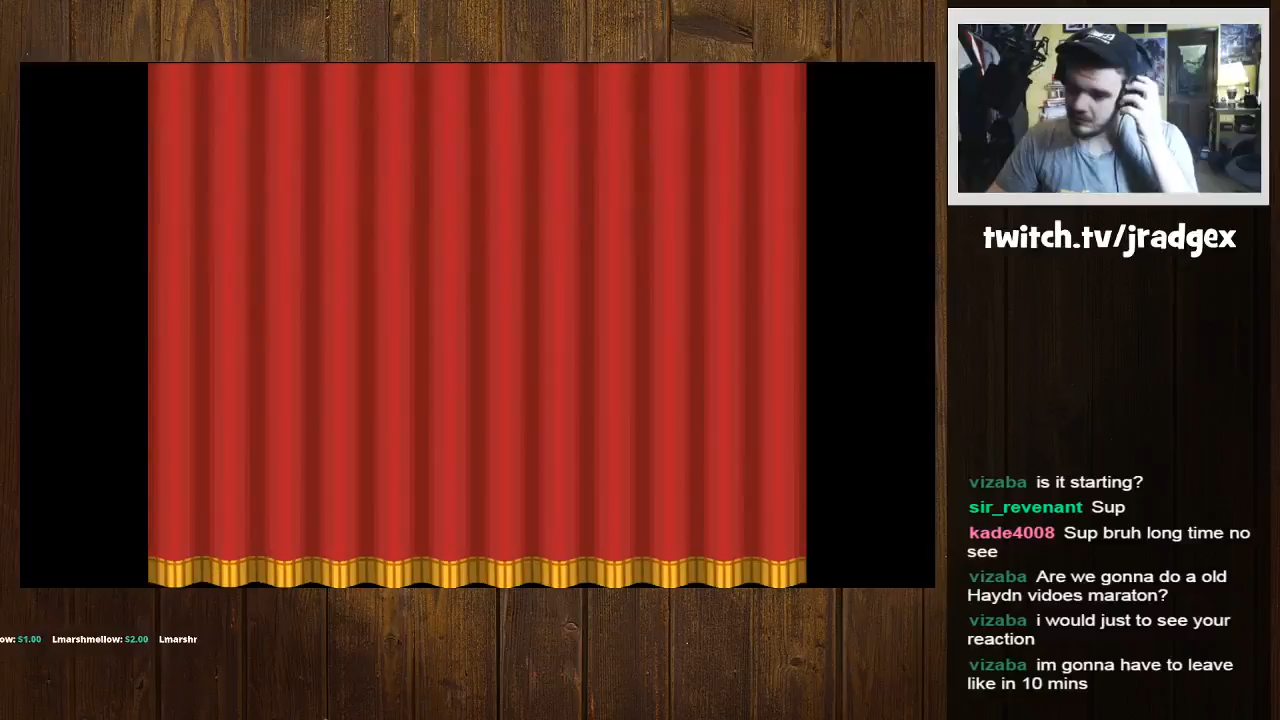 twitch.tv/jradgex
vizaba is it starting?
sir_revenant Sup
kade4008 Sup bruh long time no
see
vizaba Are we gonna do a old
Haydn vidoes maraton?
vizaba i would just to see your
reaction
vizaba im gonna have to leave
like in 10 mins
ow: $1.00 Lmarshmellow: $2.00 Lmarshr